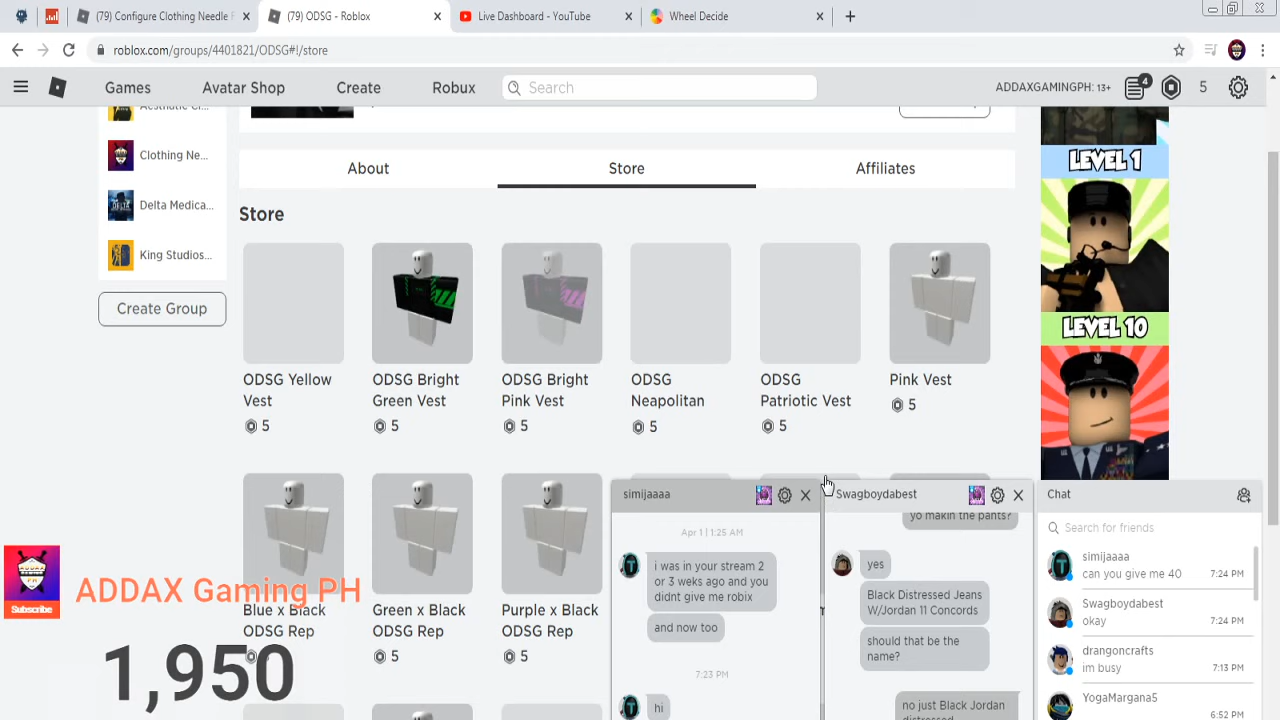 (79) Configure Clothing Needle F
(79) ODSG - Roblox
Live Dashboard - YouTube
Wheel Decide
roblox.com/groups/4401821/ODSG#!/store
Games
Avatar Shop
Create
Robux
Search
ADDAXGAMINGPH: 13+
4
5
Clothing Ne...
Delta Medica...
King Studios...
Create Group
About
Store
Affiliates
Store
ODSG Yellow
Vest
5
ODSG Bright
Green Vest
5
ODSG Bright
Pink Vest
5
ODSG
Neapolitan
5
ODSG
Patriotic Vest
5
Pink Vest
5
Blue x Black
ODSG Rep
5
Green x Black
ODSG Rep
5
Purple x Black
ODSG Rep
5
LEVEL 1
LEVEL 10
Subscribe
ADDAX Gaming PH
1,950
simijaaaa
Apr 1 | 1:25 AM
i was in your stream 2
or 3 weks ago and you
didnt give me robix
and now too
7:23 PM
hi
Swagboydabest
yo makin the pants?
yes
Black Distressed Jeans
W/Jordan 11 Concords
should that be the
name?
no just Black Jordan
distressed
Chat
Search for friends
simijaaaa
can you give me 40
7:24 PM
Swagboydabest
okay
7:24 PM
drangoncrafts
im busy
7:13 PM
YogaMargana5
6:52 PM